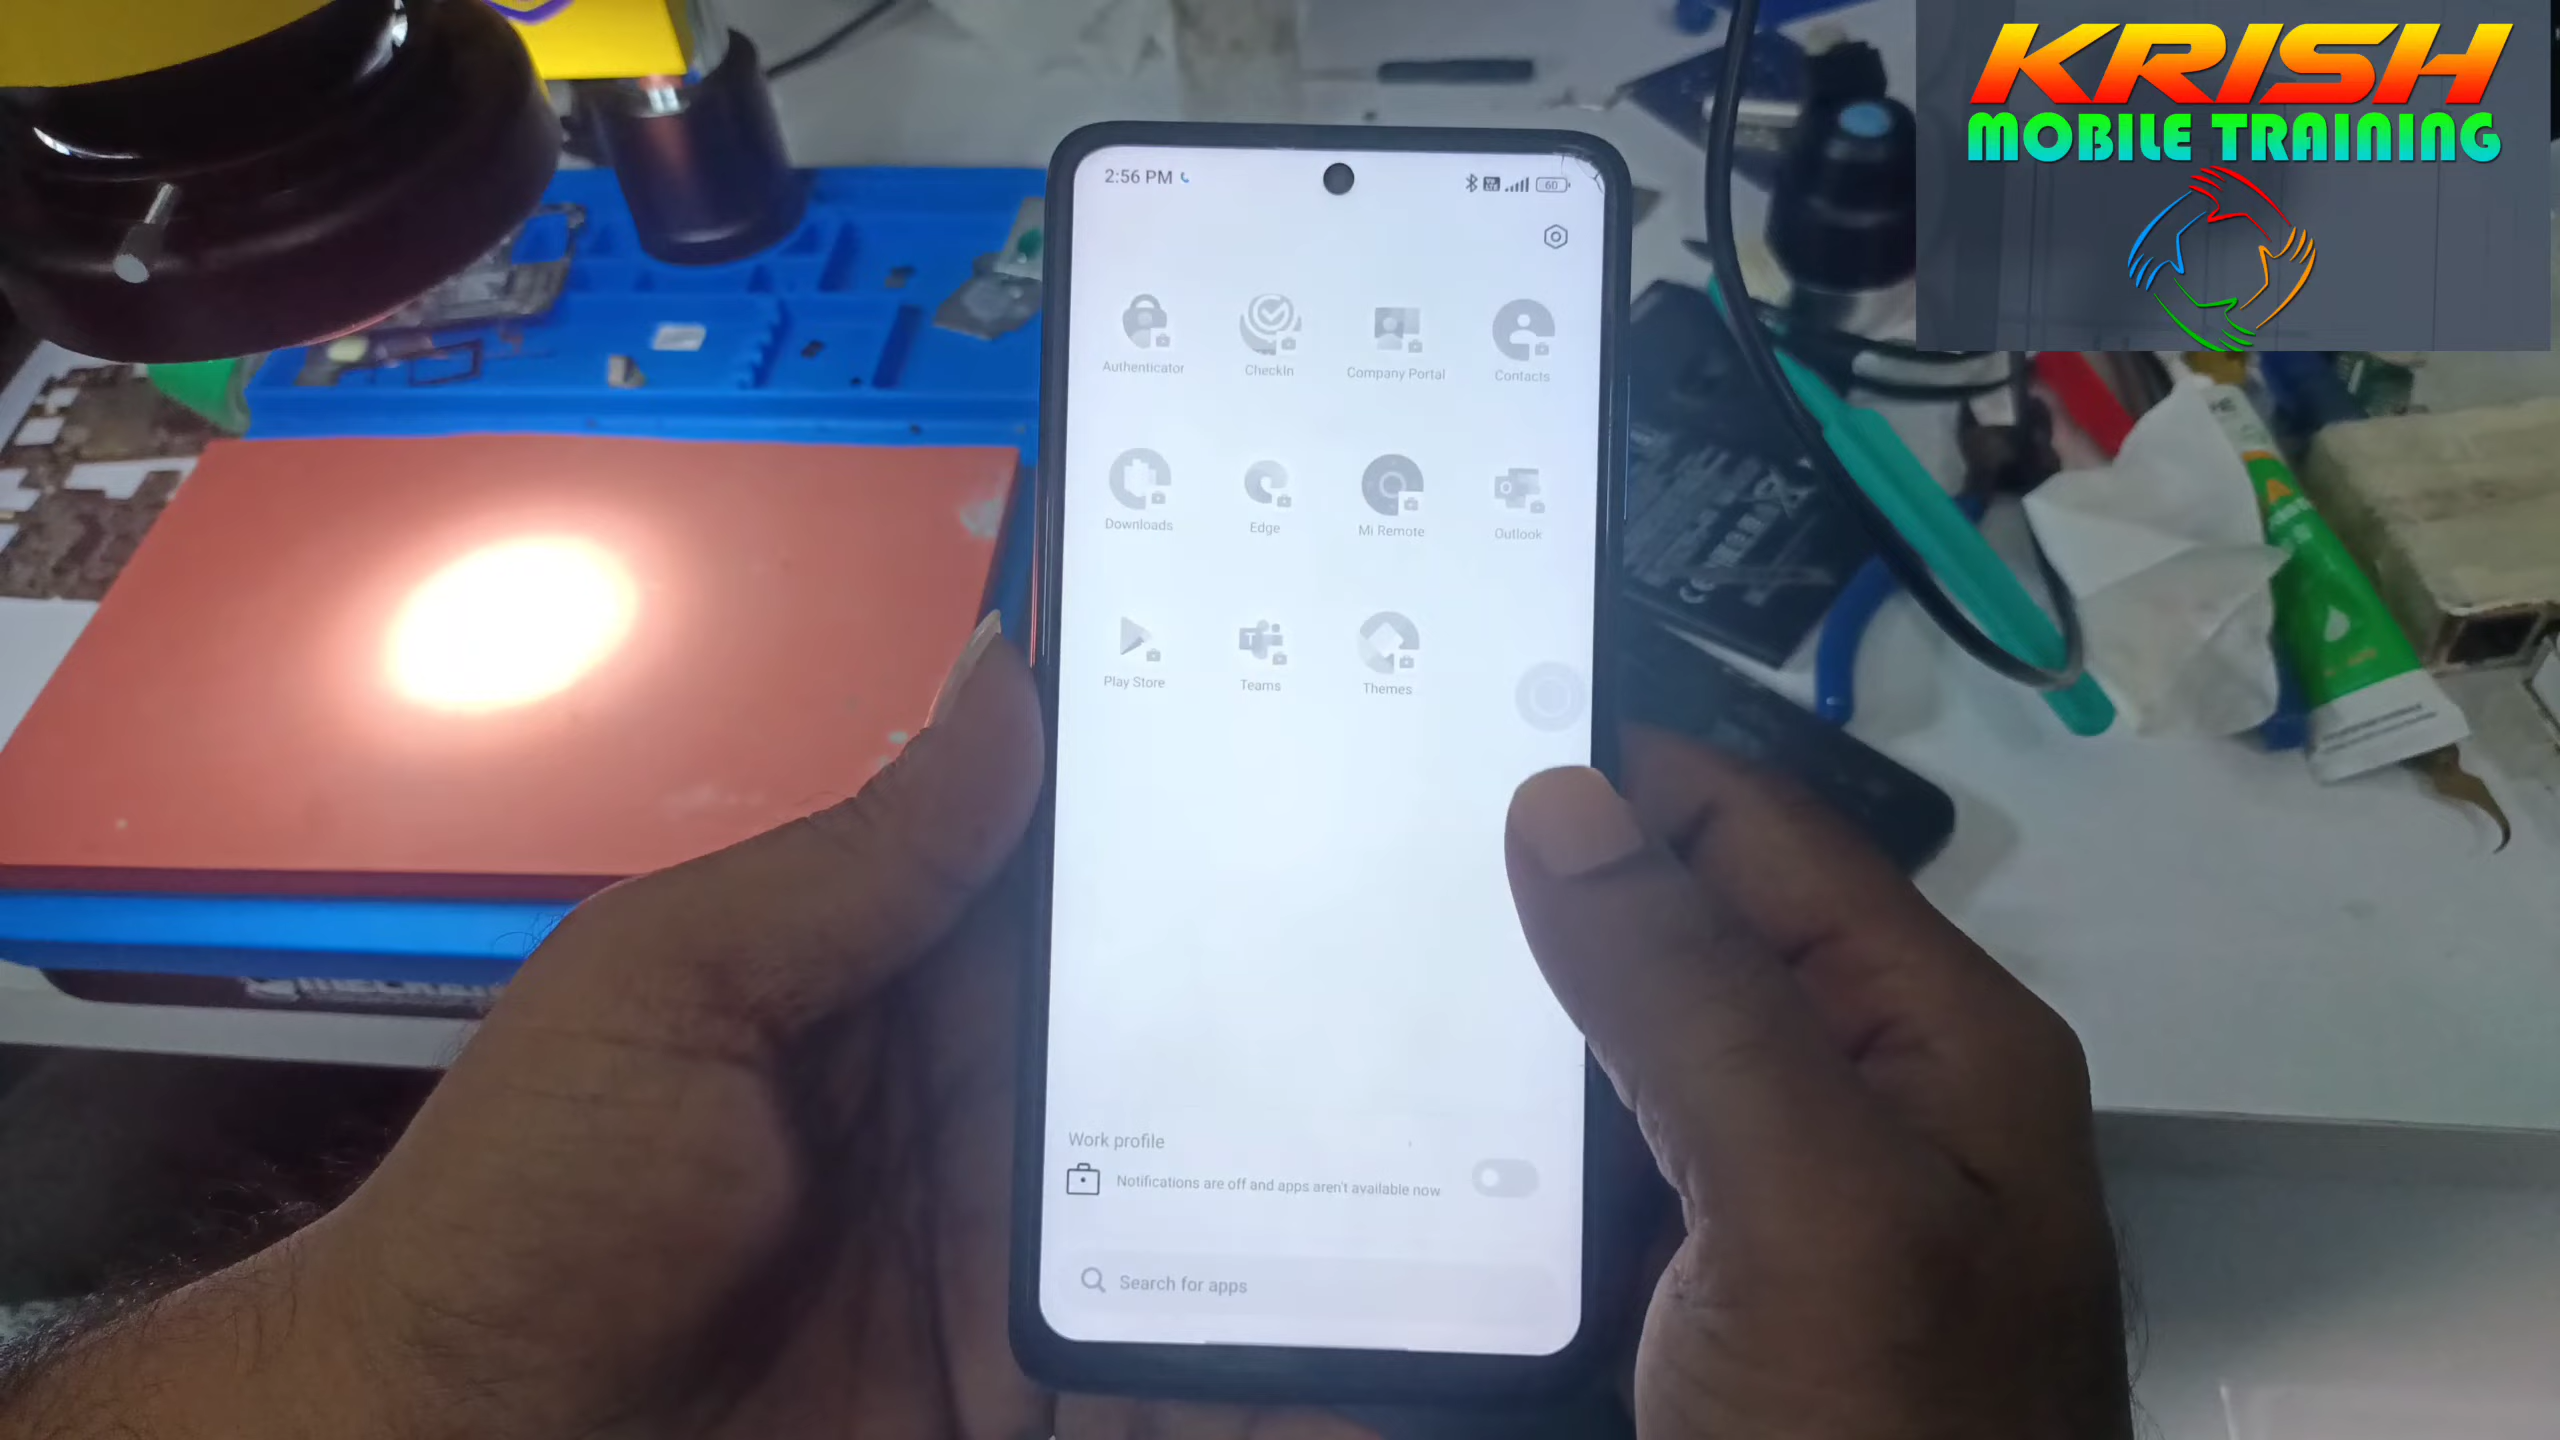 KRISH
MOBILE TRAINING
2:56 PM
60
Authenticator
CheckIn
Company Portal
Contacts
Downloads
Edge
Mi Remote
Outlook
Play Store
Teams
Themes
Work profile
Notifications are off and apps aren't available now
Search for apps